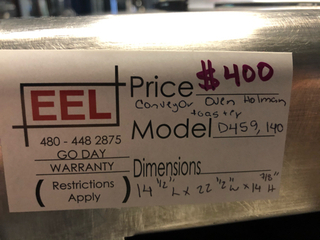 EEL
480 - 448 2875
GO DAY
WARRANTY
( Restrictions Apply )
Price $400
Conveyor Oven Holman
toaster
Model D459, 140
Dimensions
14 1/2" L x 22 1/2" W x 14 7/8" H